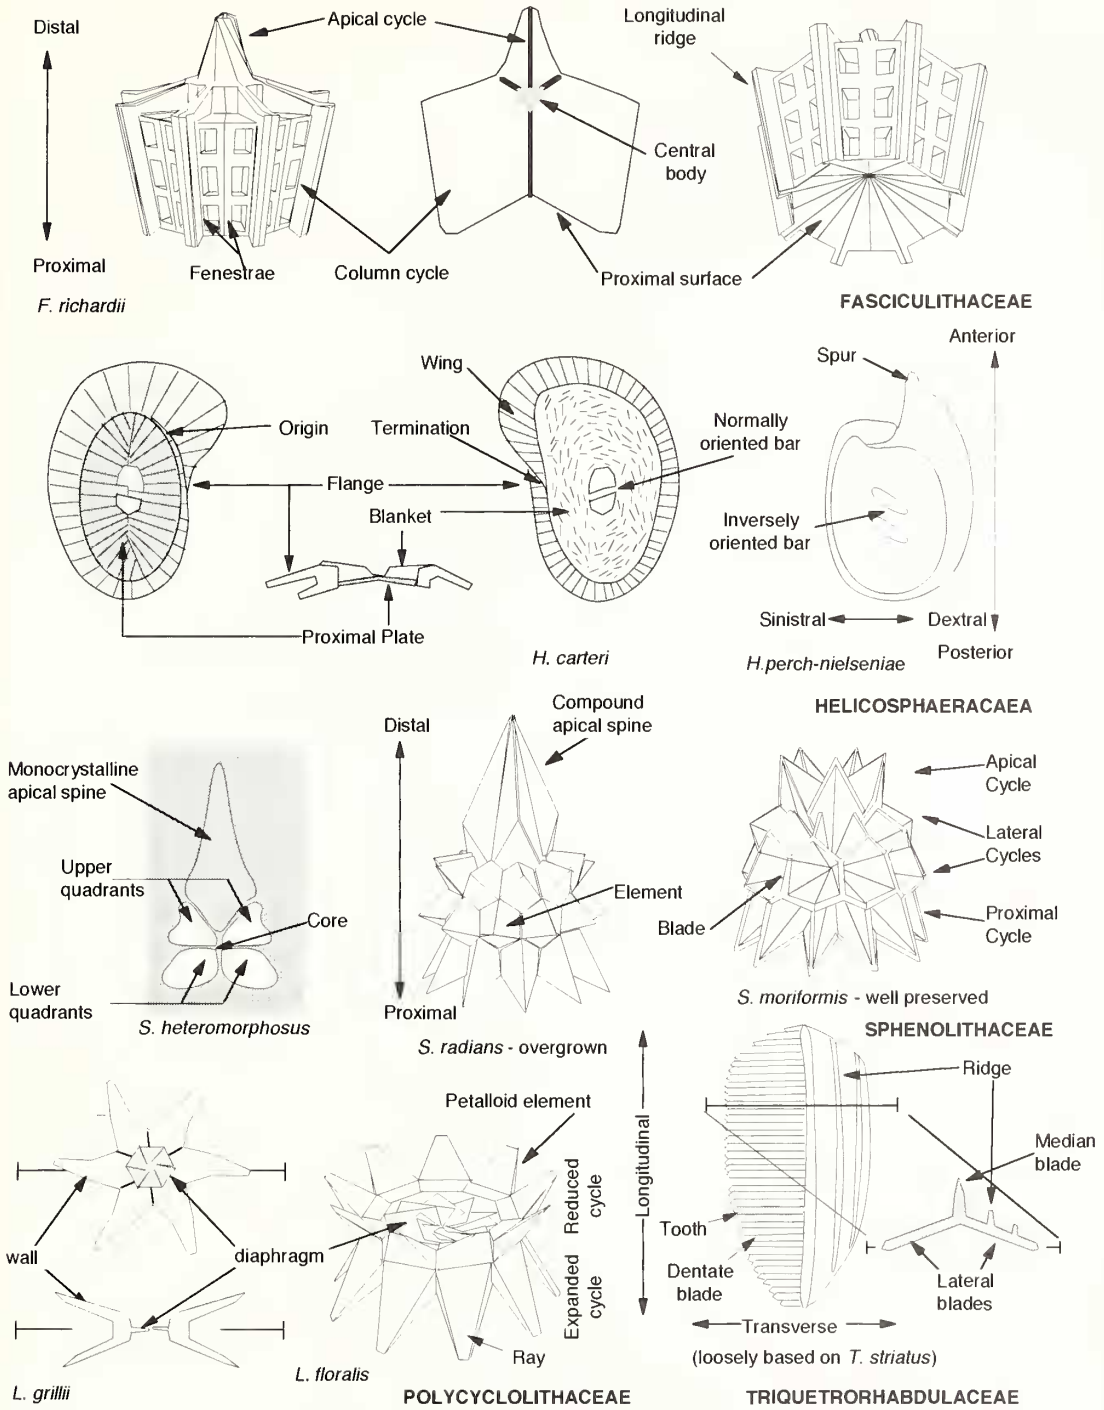 Distal
Apical cycle
Longitudinal
ridge
Central
body
Proximal
Fenestrae
Column cycle
Proximal surface
F. richardii
FASCICULITHACEAE
Anterior
Spur
Wing
Origin
Termination
Normally
oriented bar
Flange
Blanket
Inversely
oriented bar
Sinistral
Dextral
Proximal Plate
Posterior
H. carteri
H.perch-nielseniae
HELICOSPHAERACAEA
Compound
apical spine
Distal
Monocrystalline
apical spine
Apical
Cycle
Lateral
Cycles
Upper
quadrants
Element
Core
Blade
Proximal
Cycle
Lower
quadrants
Proximal
S. heteromorphosus
S. moriformis - well preserved
S. radians - overgrown
SPHENOLITHACEAE
Ridge
Petalloid element
Longitudinal
Median
blade
Reduced
cycle
Tooth
wall
diaphragm
Dentate
blade
Expanded
cycle
Lateral
blades
Transverse
Ray
(loosely based on T. striatus)
L. floralis
L. grillii
POLYCYCLOLITHACEAE
TRIQUETRORHABDULACEAE